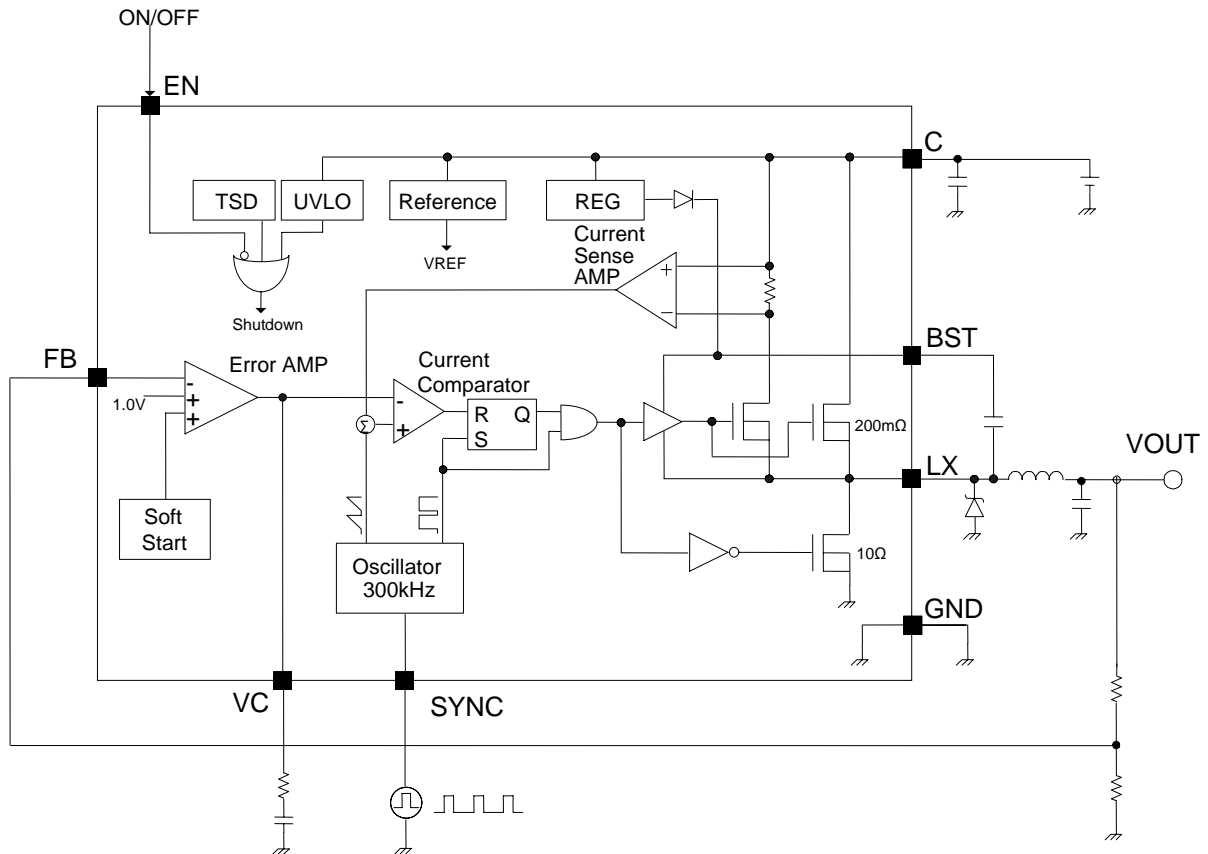 ON/OFF
EN
C
TSD
UVLO
Reference
REG
VREF
Current
Sense
AMP
+
−
Shutdown
FB
Error AMP
Current
Comparator
BST
1.0V
-
+
+
-
+
Σ
R
Q
S
200mΩ
VOUT
LX
Soft
Start
Oscillator
300kHz
10Ω
GND
VC
SYNC